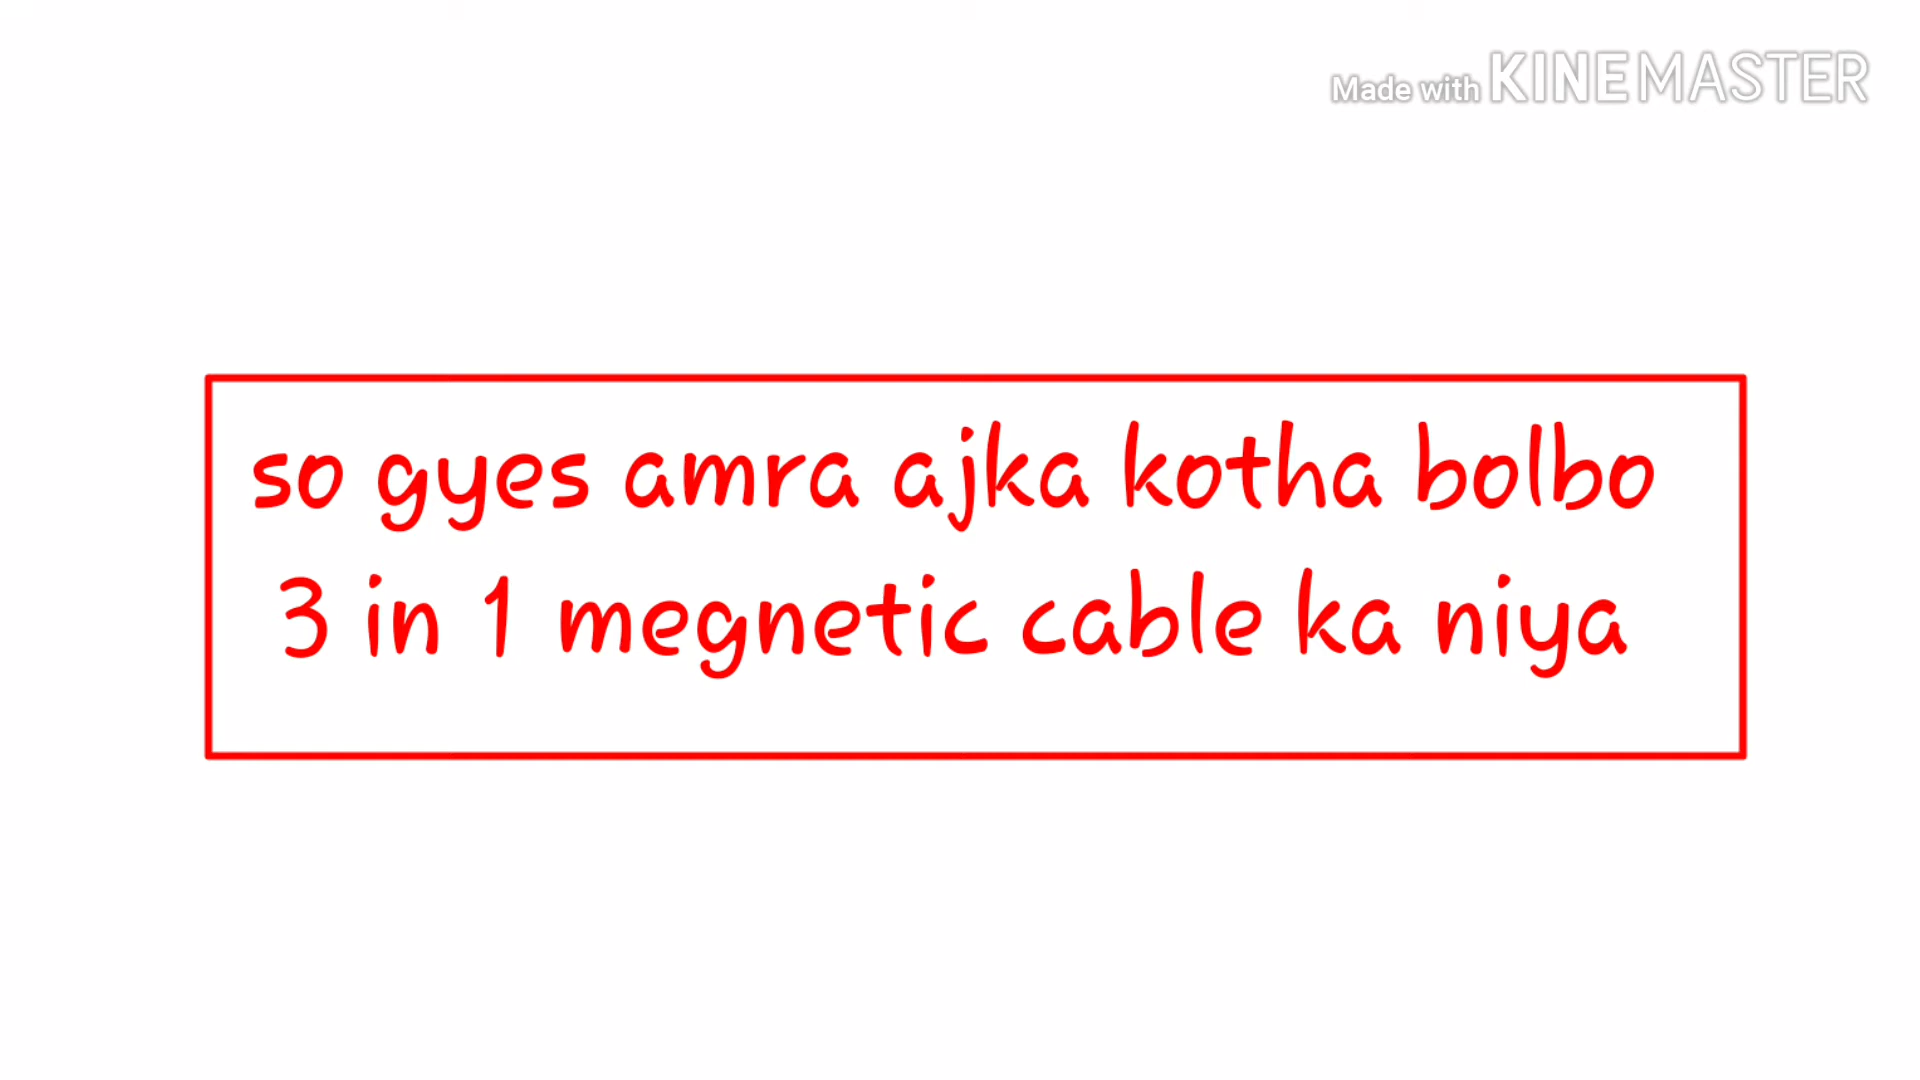 Made with KINEMASTER
so gyes amra ajka kotha bolbo
3 in 1 megnetic cable ka niya